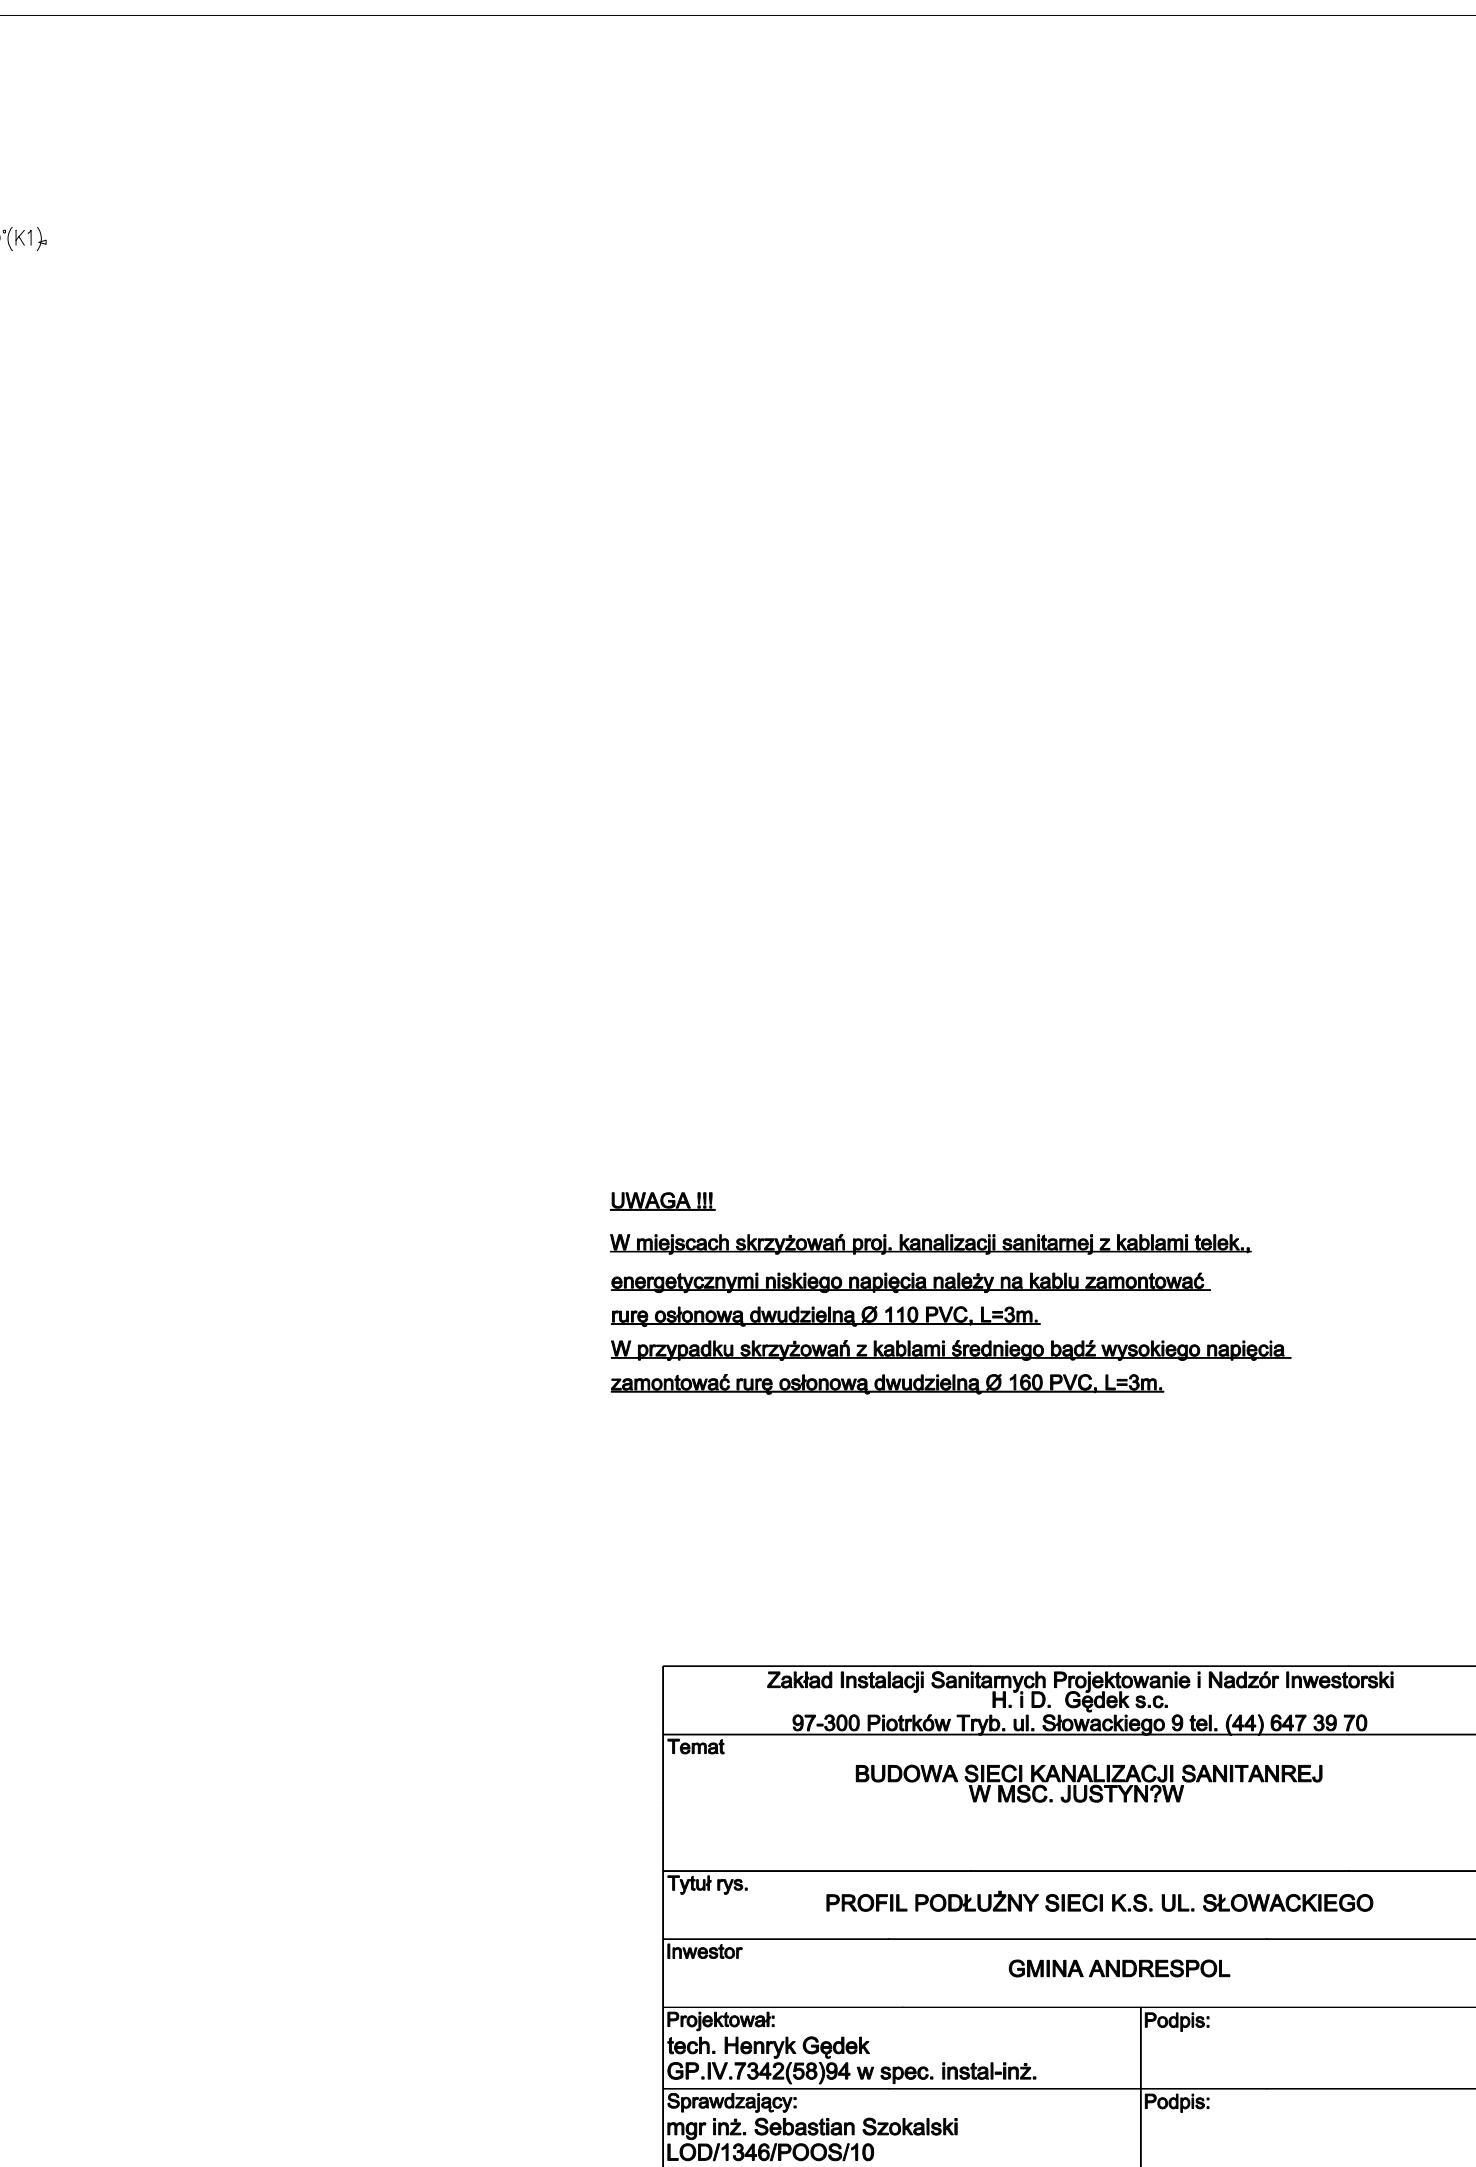 °(K1)
UWAGA !!!
W miejscach skrzyżowań proj. kanalizacji sanitarnej z kablami telek.,
energetycznymi niskiego napięcia należy na kablu zamontować
rurę osłonową dwudzielną Ø 110 PVC, L=3m.
W przypadku skrzyżowań z kablami średniego bądź wysokiego napięcia
zamontować rurę osłonową dwudzielną Ø 160 PVC, L=3m.
Zakład Instalacji Sanitarnych Projektowanie i Nadzór Inwestorski
H. i D. Gędek s.c.
97-300 Piotrków Tryb. ul. Słowackiego 9 tel. (44) 647 39 70
Temat
BUDOWA SIECI KANALIZACJI SANITANREJ
W MSC. JUSTYN?W
Tytuł rys.
PROFIL PODŁUŻNY SIECI K.S. UL. SŁOWACKIEGO
Inwestor
GMINA ANDRESPOL
Projektował:
Podpis:
tech. Henryk Gędek
GP.IV.7342(58)94 w spec. instal-inż.
Sprawdzający:
Podpis:
mgr inż. Sebastian Szokalski
LOD/1346/POOS/10